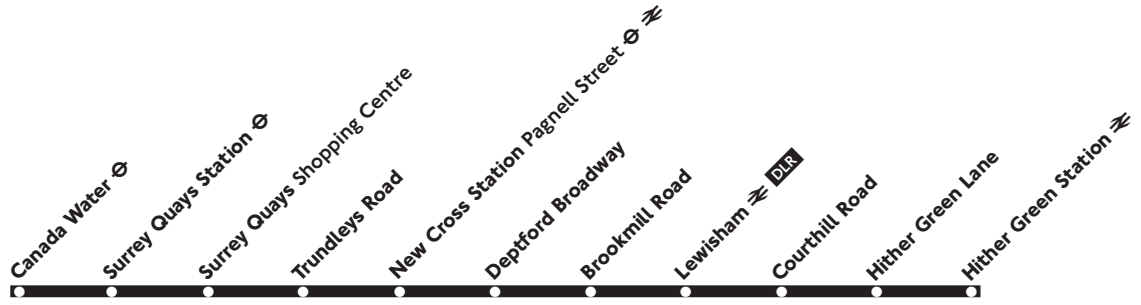 Canada Water
Surrey Quays Station
Surrey Quays Shopping Centre
Trundleys Road
New Cross Station Pagnell Street
Deptford Broadway
Brookmill Road
Lewisham DLR
Courthill Road
Hither Green Lane
Hither Green Station